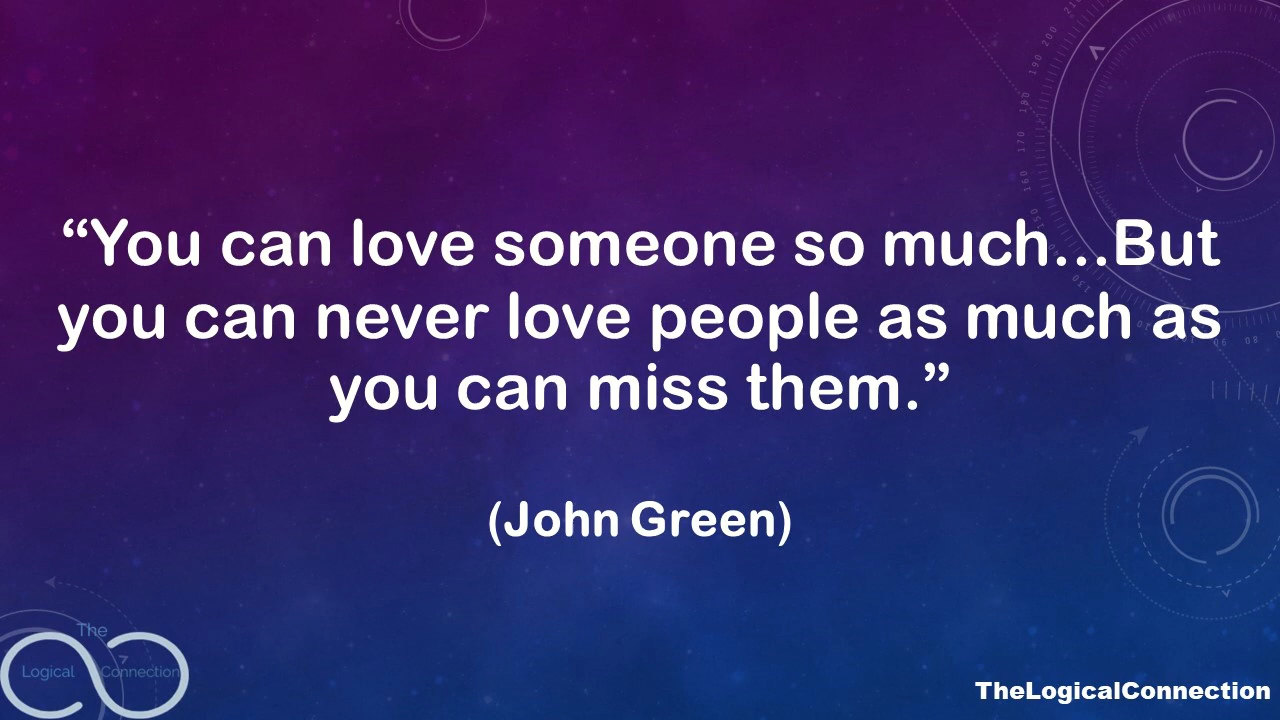 “You can love someone so much...But
you can never love people as much as
you can miss them.”
(John Green)
The
Logical Connection
TheLogicalConnection